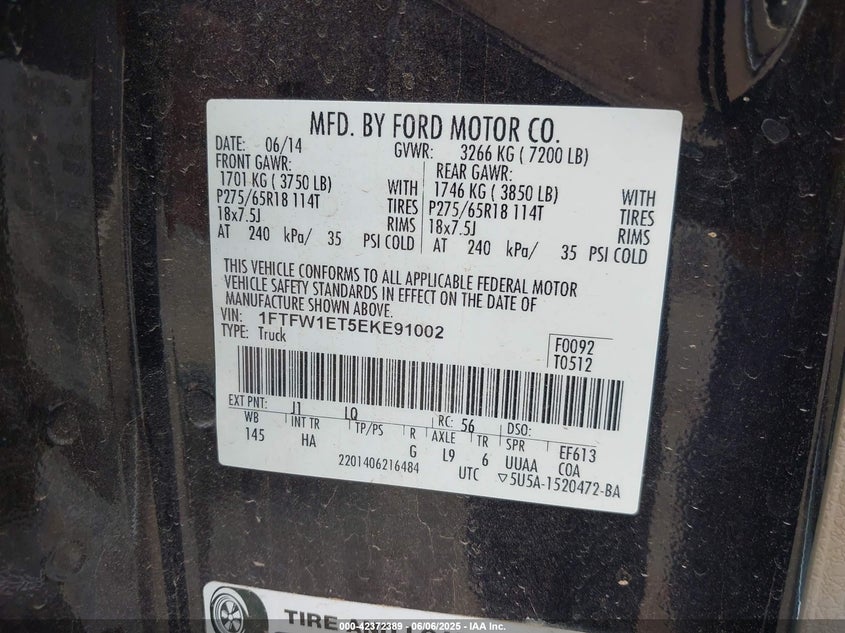 MFD. BY FORD MOTOR CO.
DATE: 06/14 GVWR: 3266 KG ( 7200 LB)
FRONT GAWR: REAR GAWR:
1701 KG ( 3750 LB) WITH 1746 KG ( 3850 LB) WITH
P275/65R18 114T TIRES P275/65R18 114T TIRES
18x7.5J RIMS 18x7.5J RIMS
AT 240 kPa/ 35 PSI COLD AT 240 kPa/ 35 PSI COLD
THIS VEHICLE CONFORMS TO ALL APPLICABLE FEDERAL MOTOR
VEHICLE SAFETY STANDARDS IN EFFECT ON THE DATE OF
MANUFACTURE SHOWN ABOVE.
VIN: 1FTFW1ET5EKE91002
TYPE: Truck
F0092
T0512
EXT PNT: J1 LQ RC: 56 DSO:
WB INT TR TP/PS R AXLE TR SPR EF613
145 HA G L9 6 UUAA COA
2201406216484 UTC ▽5U5A-1520472-BA
TIRE
000-42372389 - 06/06/2025 - IAA Inc.